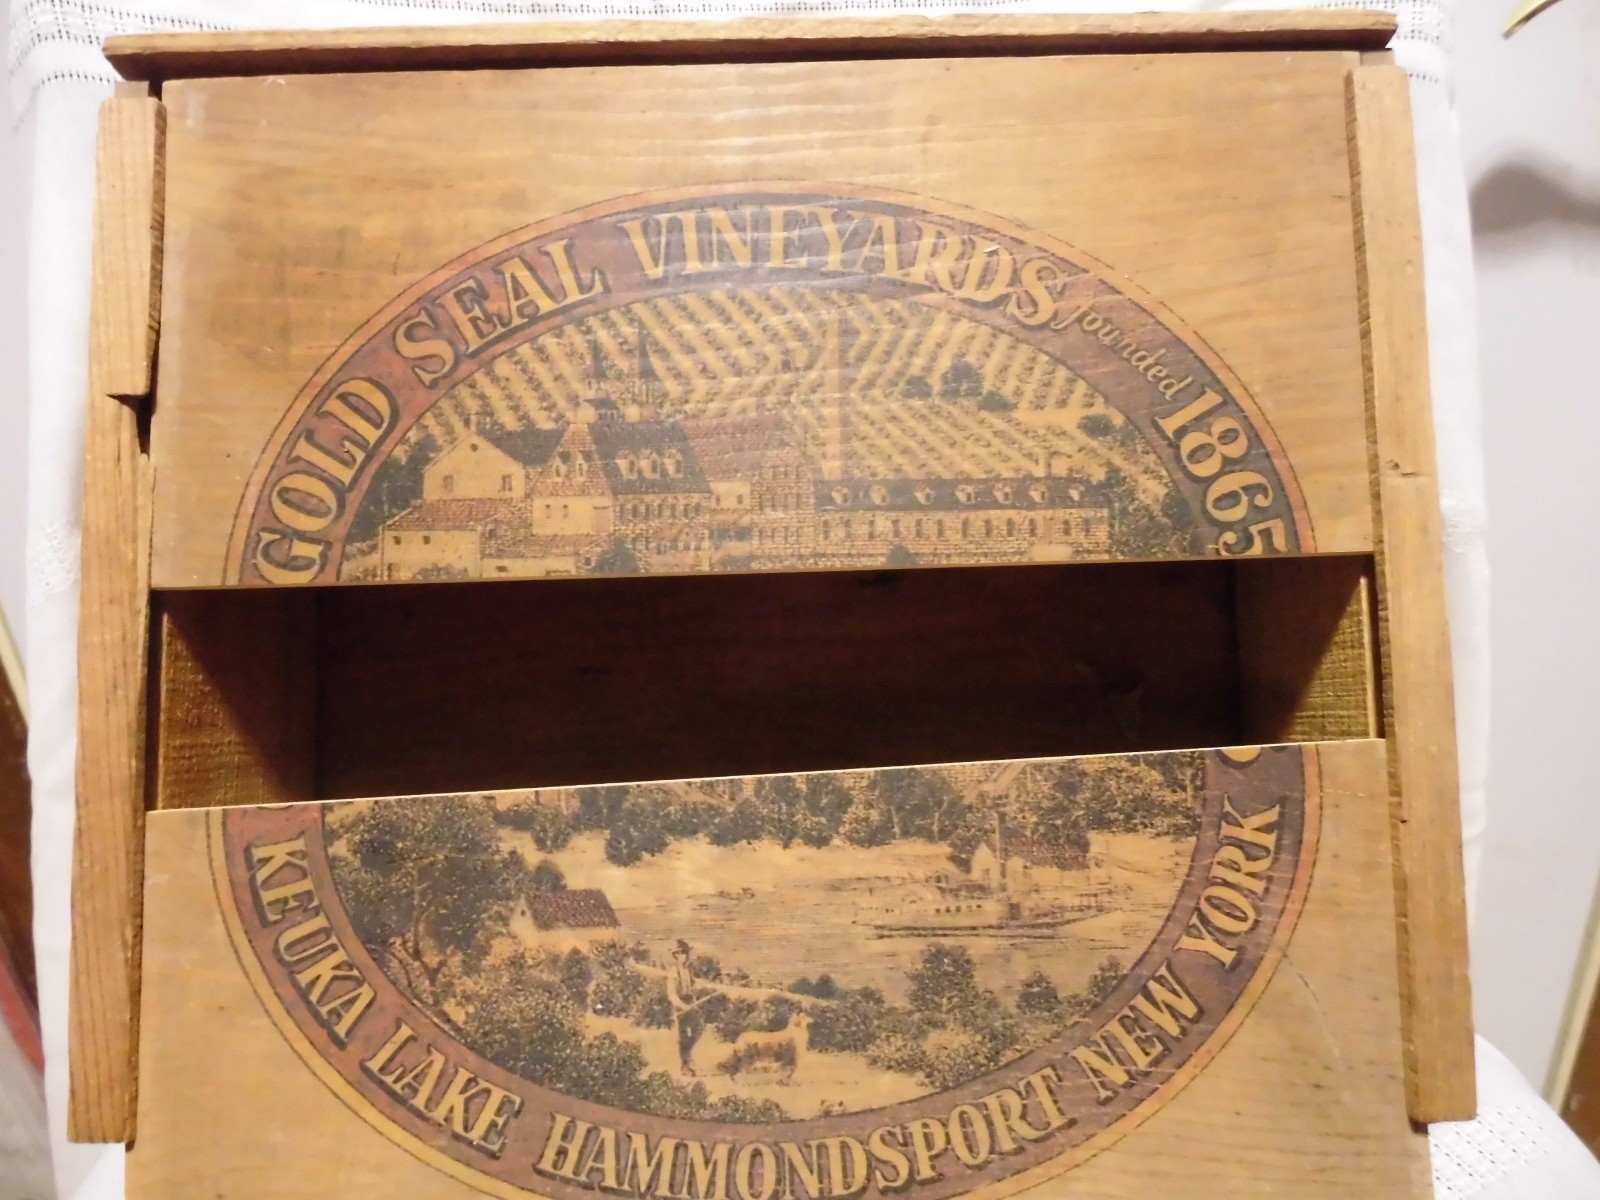 GOLD SEAL VINEYARDS founded 1865
KEUKA LAKE HAMMONDSPORT NEW YORK